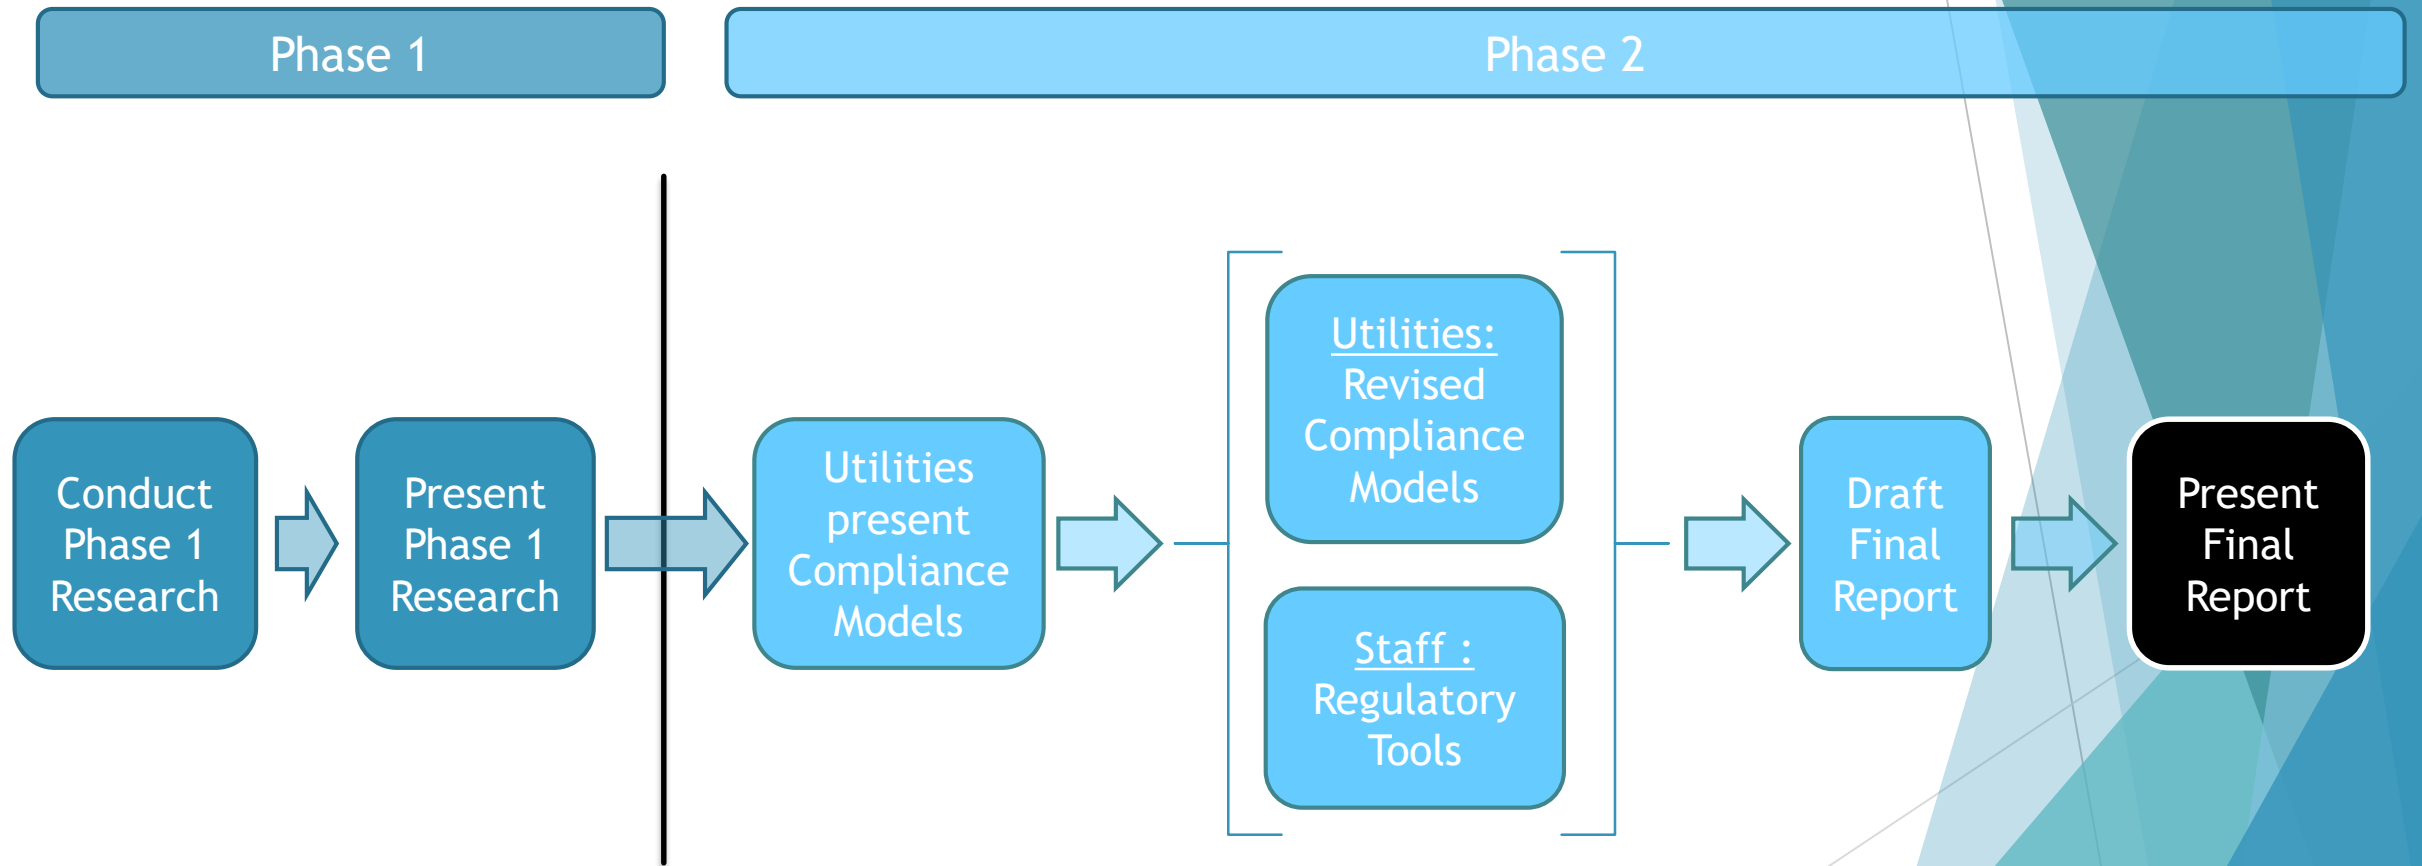 Phase 1
Phase 2
Conduct
Phase 1
Research
Present
Phase 1
Research
Utilities
present
Compliance
Models
Utilities:
Revised
Compliance
Models
Staff :
Regulatory
Tools
Draft
Final
Report
Present
Final
Report